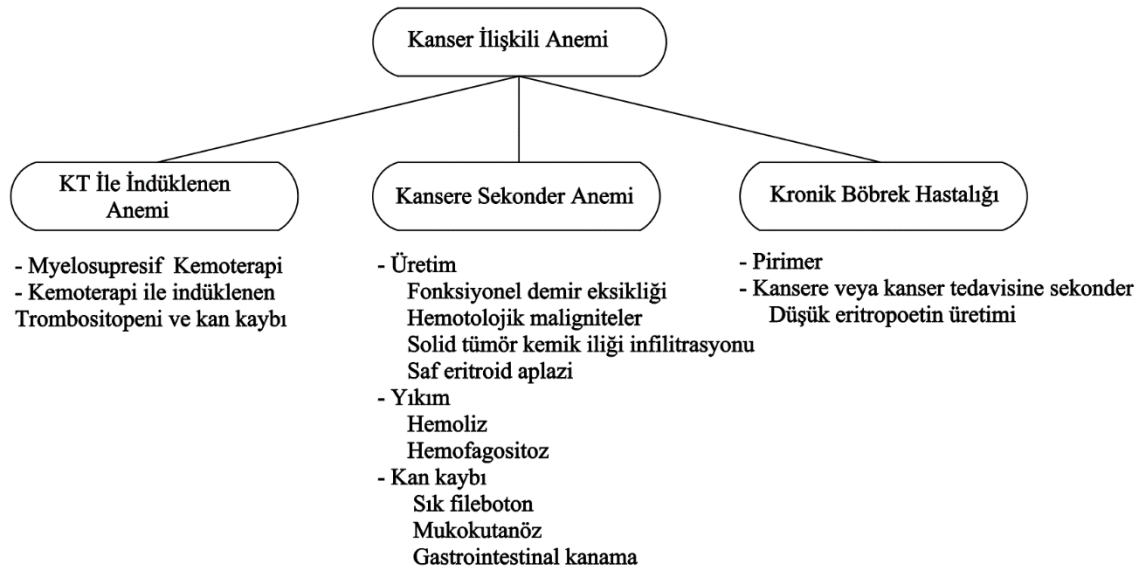 Kanser İlişkili Anemi
KT İle İndüklenen
Anemi
- Myelosupresif Kemoterapi
- Kemoterapi ile indüklenen
Trombositopeni ve kan kaybı
Kansere Sekonder Anemi
- Üretim
Fonksiyonel demir eksikliği
Hemotolojik maligniteler
Solid tümör kemik iliği infiltrasyonu
Saf eritroid aplazi
- Yıkım
Hemoliz
Hemofagositoz
- Kan kaybı
Sık fileboton
Mukokutanöz
Gastrointestinal kanama
Kronik Böbrek Hastalığı
- Pirimer
- Kansere veya kanser tedavisine sekonder
Düşük eritropoetin üretimi